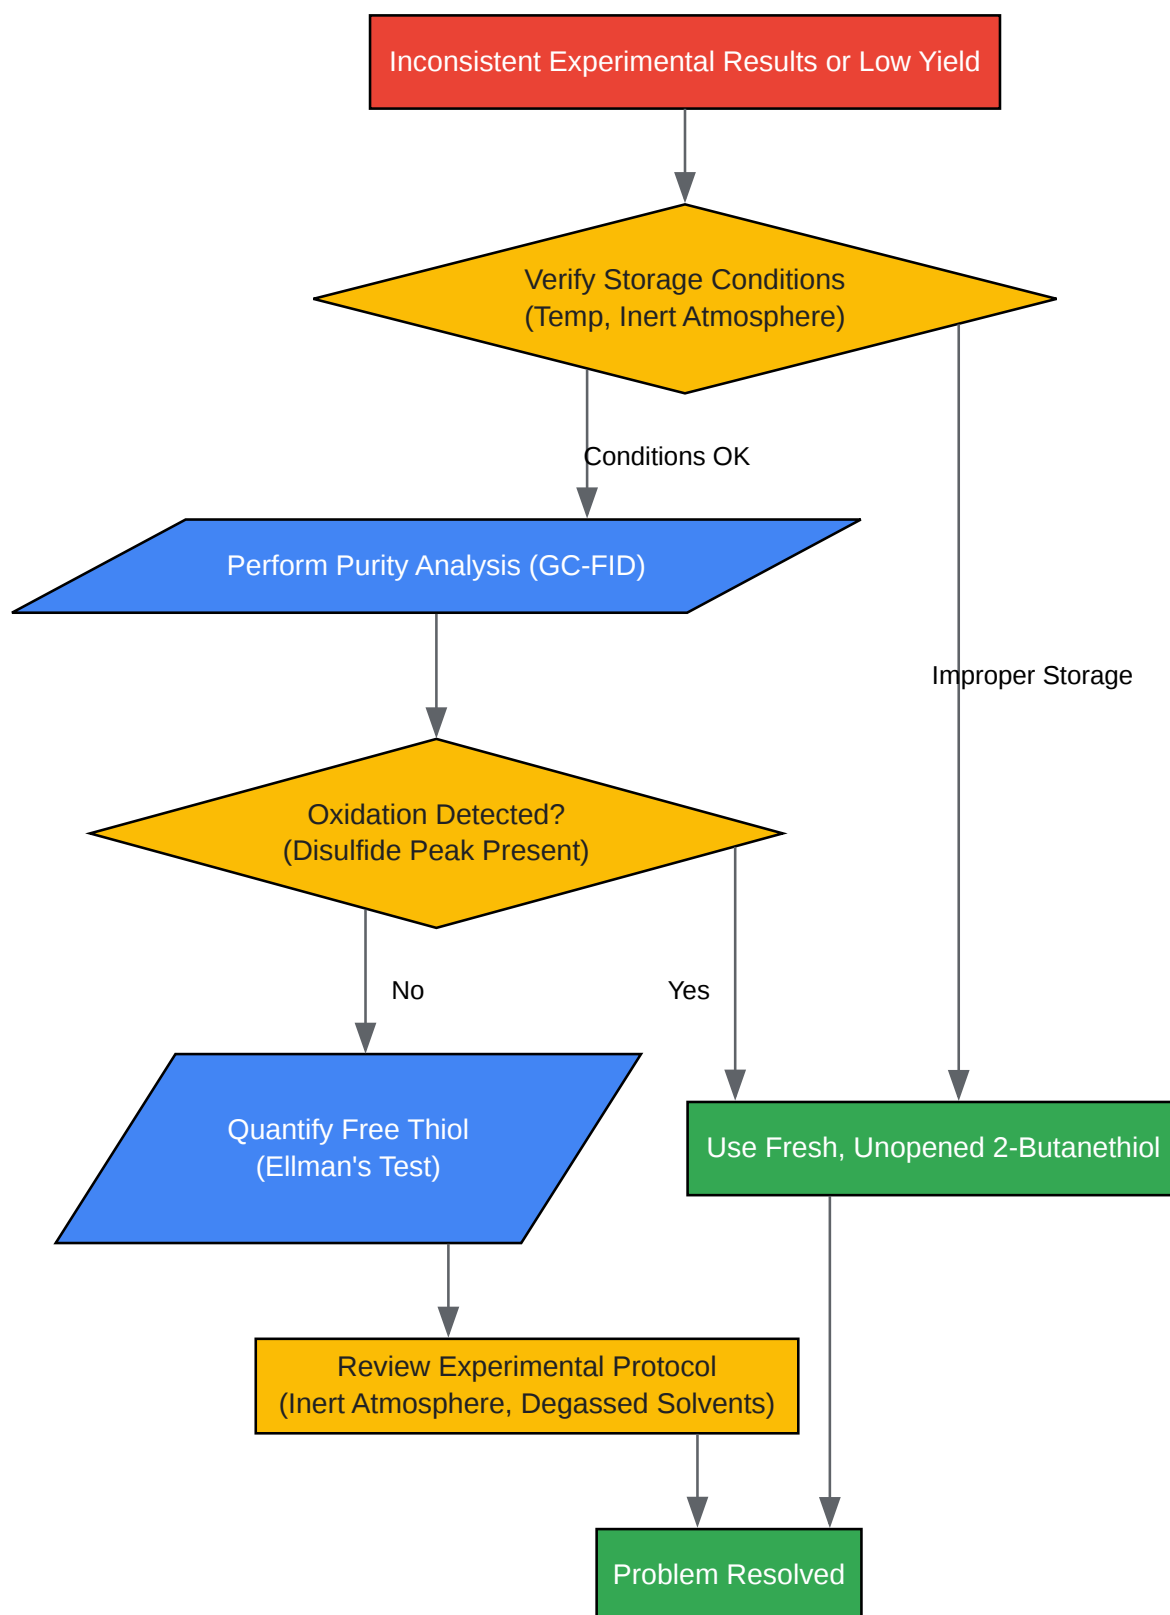 Inconsistent Experimental Results or Low Yield
Verify Storage Conditions
(Temp, Inert Atmosphere)
Conditions OK
Perform Purity Analysis (GC-FID)
Improper Storage
Oxidation Detected?
(Disulfide Peak Present)
No
Yes
Quantify Free Thiol
(Ellman's Test)
Use Fresh, Unopened 2-Butanethiol
Review Experimental Protocol
(Inert Atmosphere, Degassed Solvents)
Problem Resolved